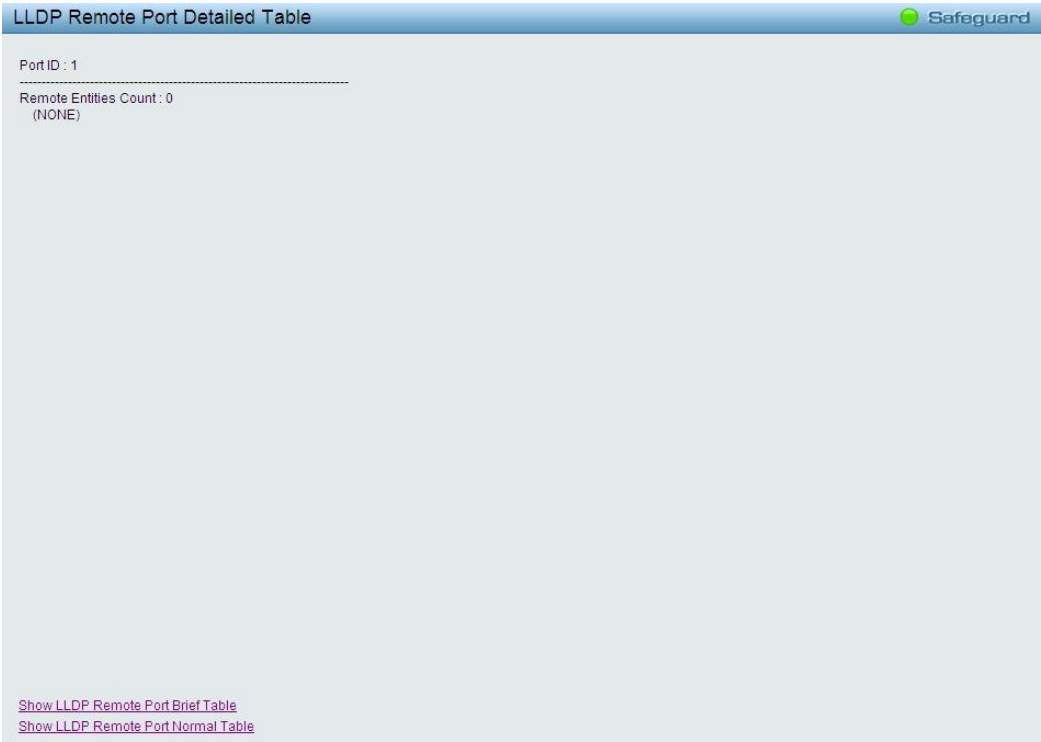 LLDP Remote Port Detailed Table
Safeguard
Port ID : 1
--------------------------------------------------------------------------------
Remote Entities Count : 0
(NONE)
Show LLDP Remote Port Brief Table
Show LLDP Remote Port Normal Table